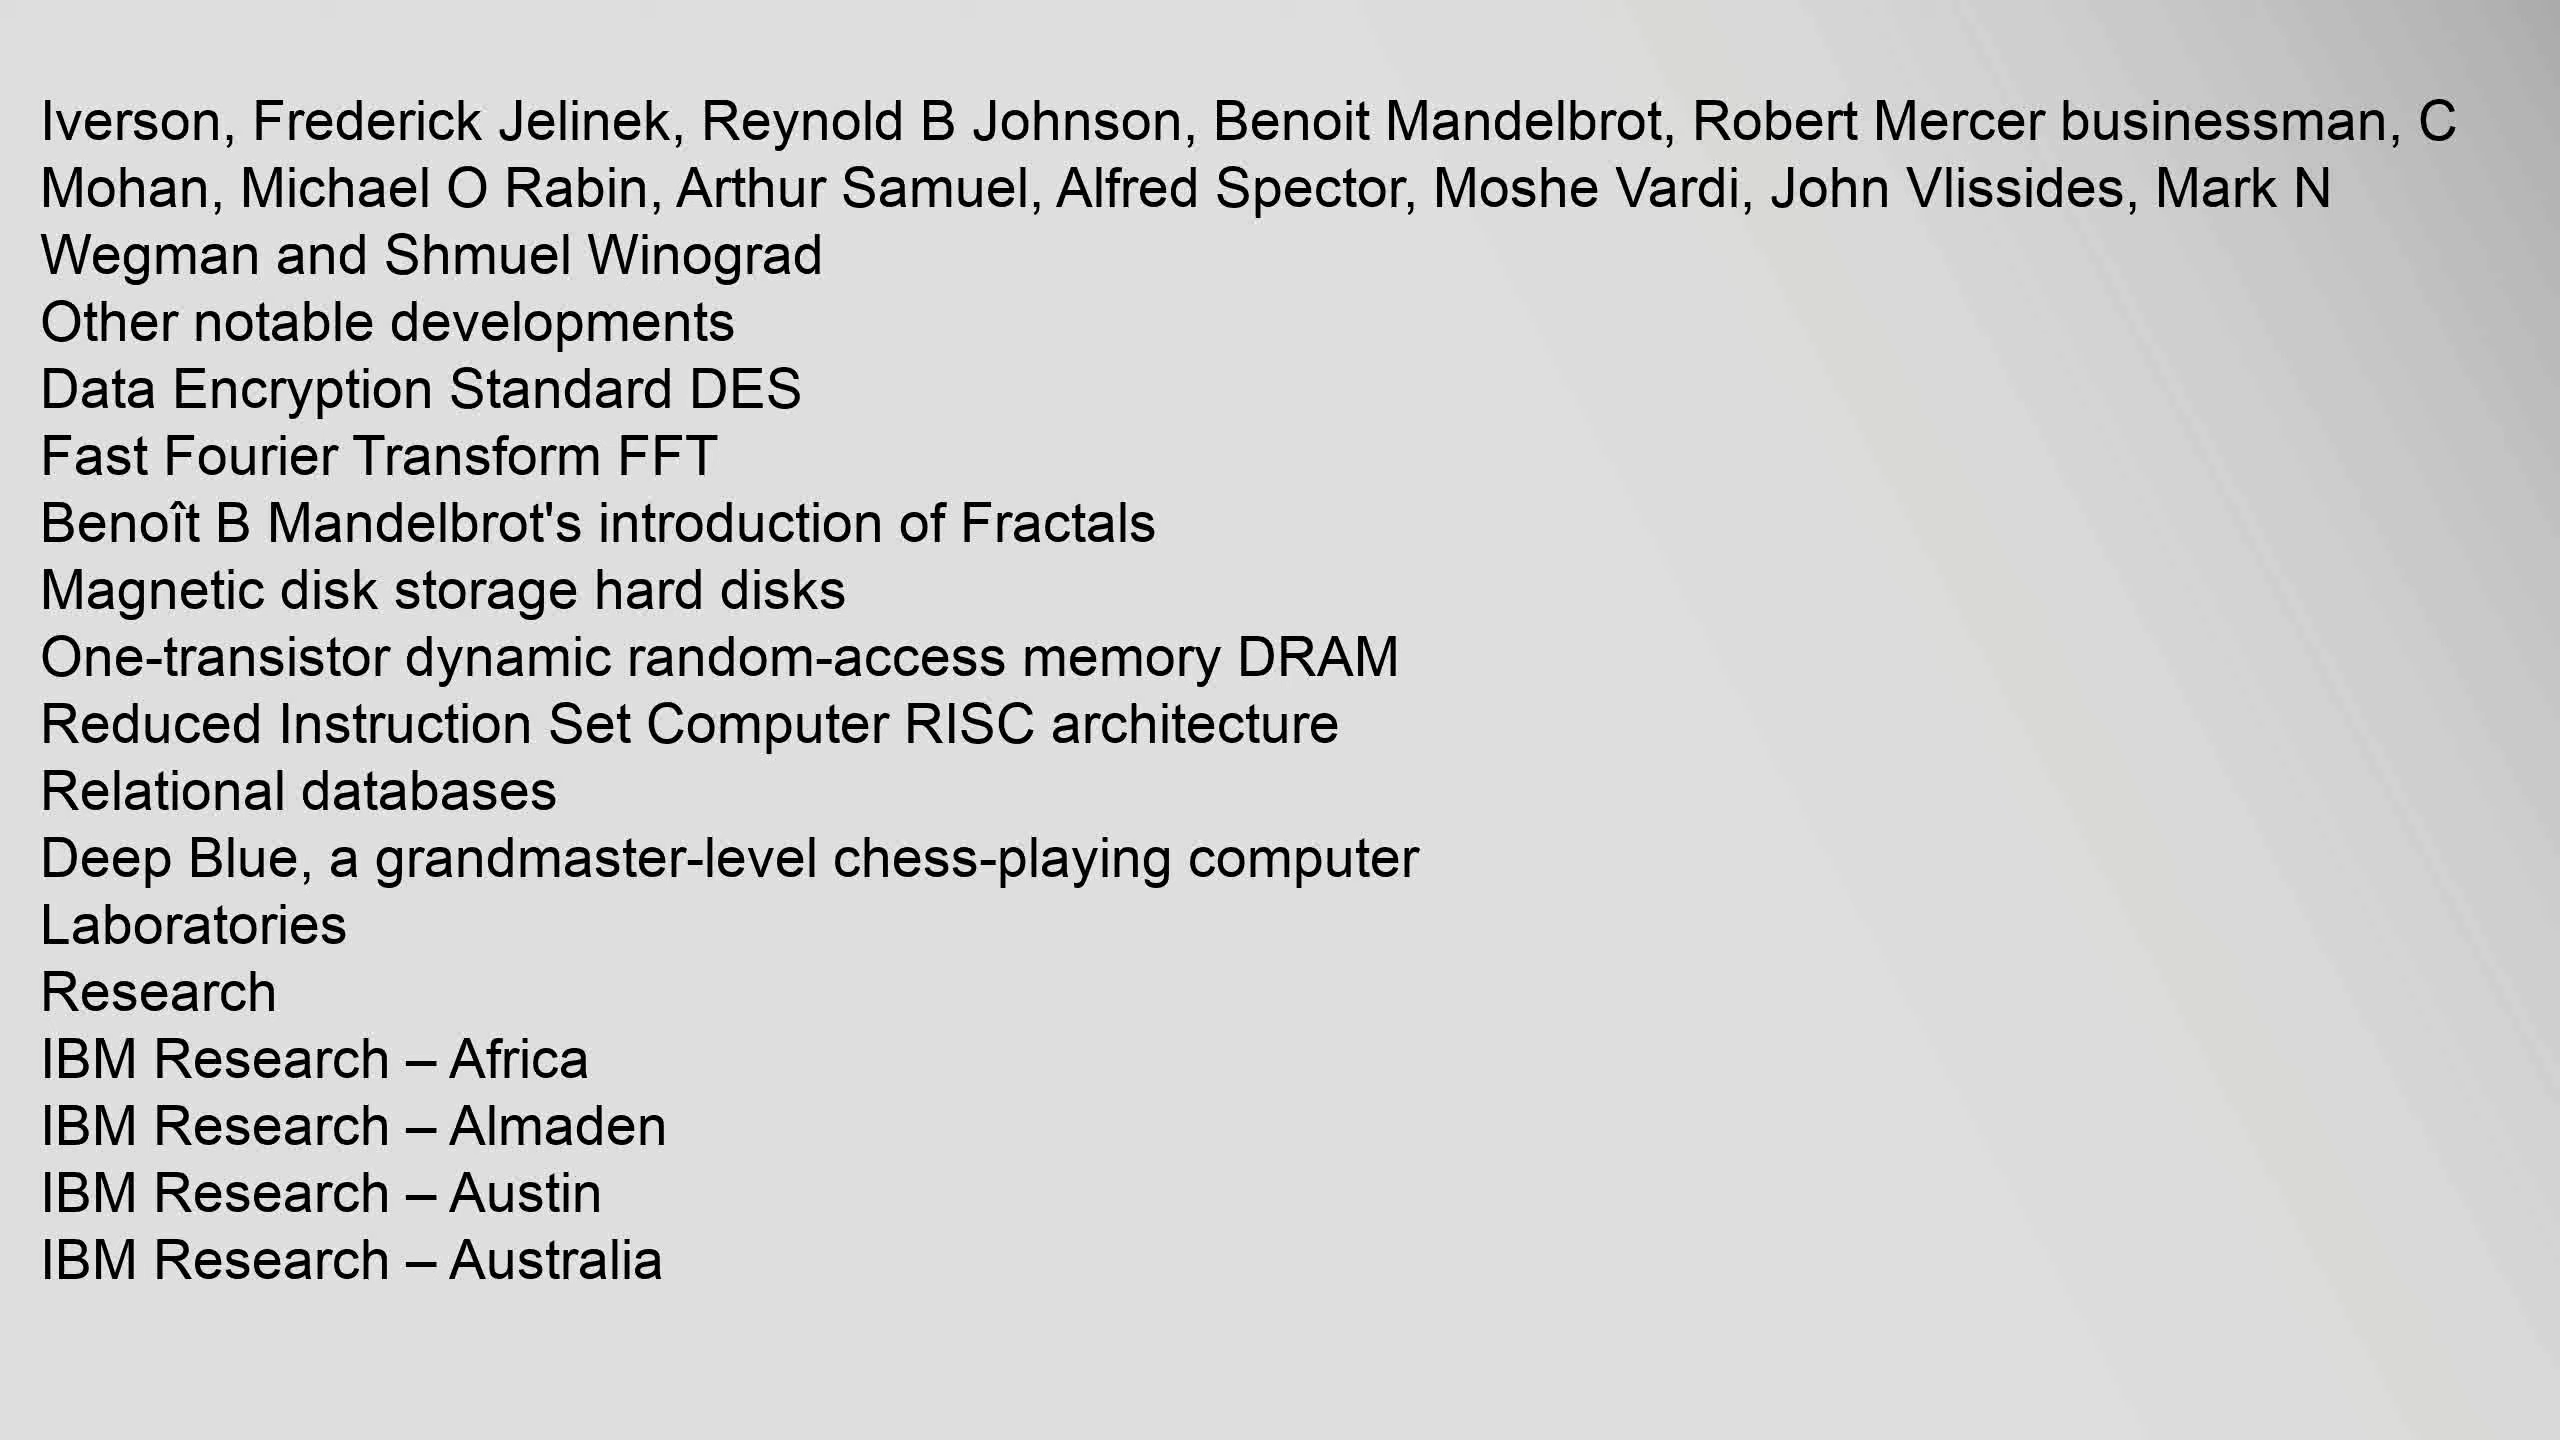 Iverson, Frederick Jelinek, Reynold B Johnson, Benoit Mandelbrot, Robert Mercer businessman, C
Mohan, Michael O Rabin, Arthur Samuel, Alfred Spector, Moshe Vardi, John Vlissides, Mark N
Wegman and Shmuel Winograd
Other notable developments
Data Encryption Standard DES
Fast Fourier Transform FFT
Benoît B Mandelbrot's introduction of Fractals
Magnetic disk storage hard disks
One-transistor dynamic random-access memory DRAM
Reduced Instruction Set Computer RISC architecture
Relational databases
Deep Blue, a grandmaster-level chess-playing computer
Laboratories
Research
IBM Research – Africa
IBM Research – Almaden
IBM Research – Austin
IBM Research – Australia